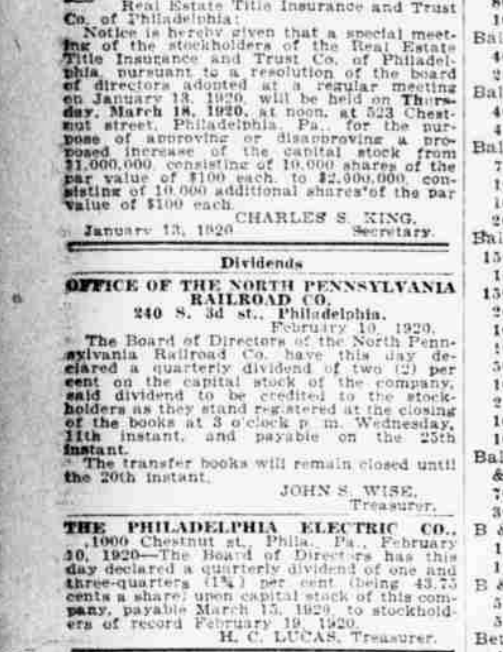 Real Estate Title Insurance and Trust
Co. of Philadelphia:
Notice is hereby given that a special meet-
ing of the stockholders of the Real Estate
Title Insurance and Trust Co. of Philadel-
phia, pursuant to a resolution of the board
of directors adopted at a regular meeting
on January 13, 1920, will be held on Thurs-
day, March 18, 1920, at noon, at 523 Chest-
nut street, Philadelphia, Pa., for the pur-
pose of approving or disapproving a pro-
posed increase of the capital stock from
$1,000,000, consisting of 10,000 shares of the
par value of $100 each, to $2,000,000, con-
sisting of 10,000 additional shares of the par
value of $100 each.
CHARLES S. KING,
January 13, 1920 Secretary.
Dividends
OFFICE OF THE NORTH PENNSYLVANIA
RAILROAD CO.
240 S. 3d st., Philadelphia.
February 10, 1920.
The Board of Directors of the North Penn-
sylvania Railroad Co. have this day de-
clared a quarterly dividend of two (2) per
cent on the capital stock of the company,
said dividend to be credited to the stock-
holders as they stand registered at the closing
of the books at 3 o'clock p. m. Wednesday,
11th instant, and payable on the 25th
instant.
The transfer books will remain closed until
the 20th instant.
JOHN S. WISE,
Treasurer.
THE PHILADELPHIA ELECTRIC CO.,
1000 Chestnut st., Phila., Pa., February
10, 1920—The Board of Directors has this
day declared a quarterly dividend of one and
three-quarters (1¾) per cent (being 43.75
cents a share) upon capital stock of this com-
pany, payable March 15, 1920, to stockhold-
ers of record February 19, 1920.
H. C. LUCAS, Treasurer.